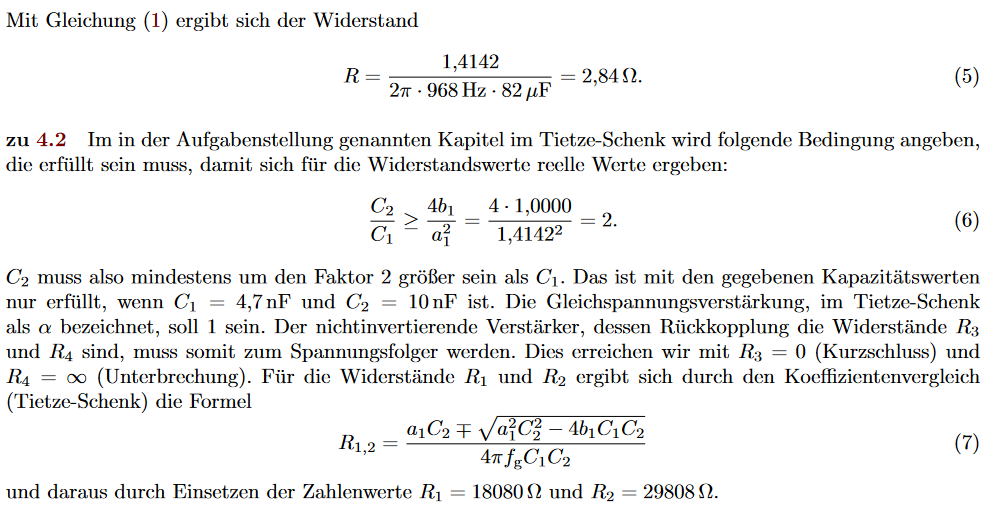 Mit Gleichung (1) ergibt sich der Widerstand
R = 1,4142 / (2π · 968 Hz · 82 µF) = 2,84 Ω. (5)
zu 4.2 Im in der Aufgabenstellung genannten Kapitel im Tietze-Schenk wird folgende Bedingung angeben,
die erfüllt sein muss, damit sich für die Widerstandswerte reelle Werte ergeben:
C₂/C₁ ≥ 4b₁/a₁² = (4 · 1,0000)/1,4142² = 2. (6)
C₂ muss also mindestens um den Faktor 2 größer sein als C₁. Das ist mit den gegebenen Kapazitätswerten
nur erfüllt, wenn C₁ = 4,7 nF und C₂ = 10 nF ist. Die Gleichspannungsverstärkung, im Tietze-Schenk
als α bezeichnet, soll 1 sein. Der nichtinvertierende Verstärker, dessen Rückkopplung die Widerstände R₃
und R₄ sind, muss somit zum Spannungsfolger werden. Dies erreichen wir mit R₃ = 0 (Kurzschluss) und
R₄ = ∞ (Unterbrechung). Für die Widerstände R₁ und R₂ ergibt sich durch den Koeffizientenvergleich
(Tietze-Schenk) die Formel
R₁,₂ = (a₁C₂ ∓ √(a₁²C₂² − 4b₁C₁C₂)) / (4πf_gC₁C₂) (7)
und daraus durch Einsetzen der Zahlenwerte R₁ = 18080 Ω und R₂ = 29808 Ω.